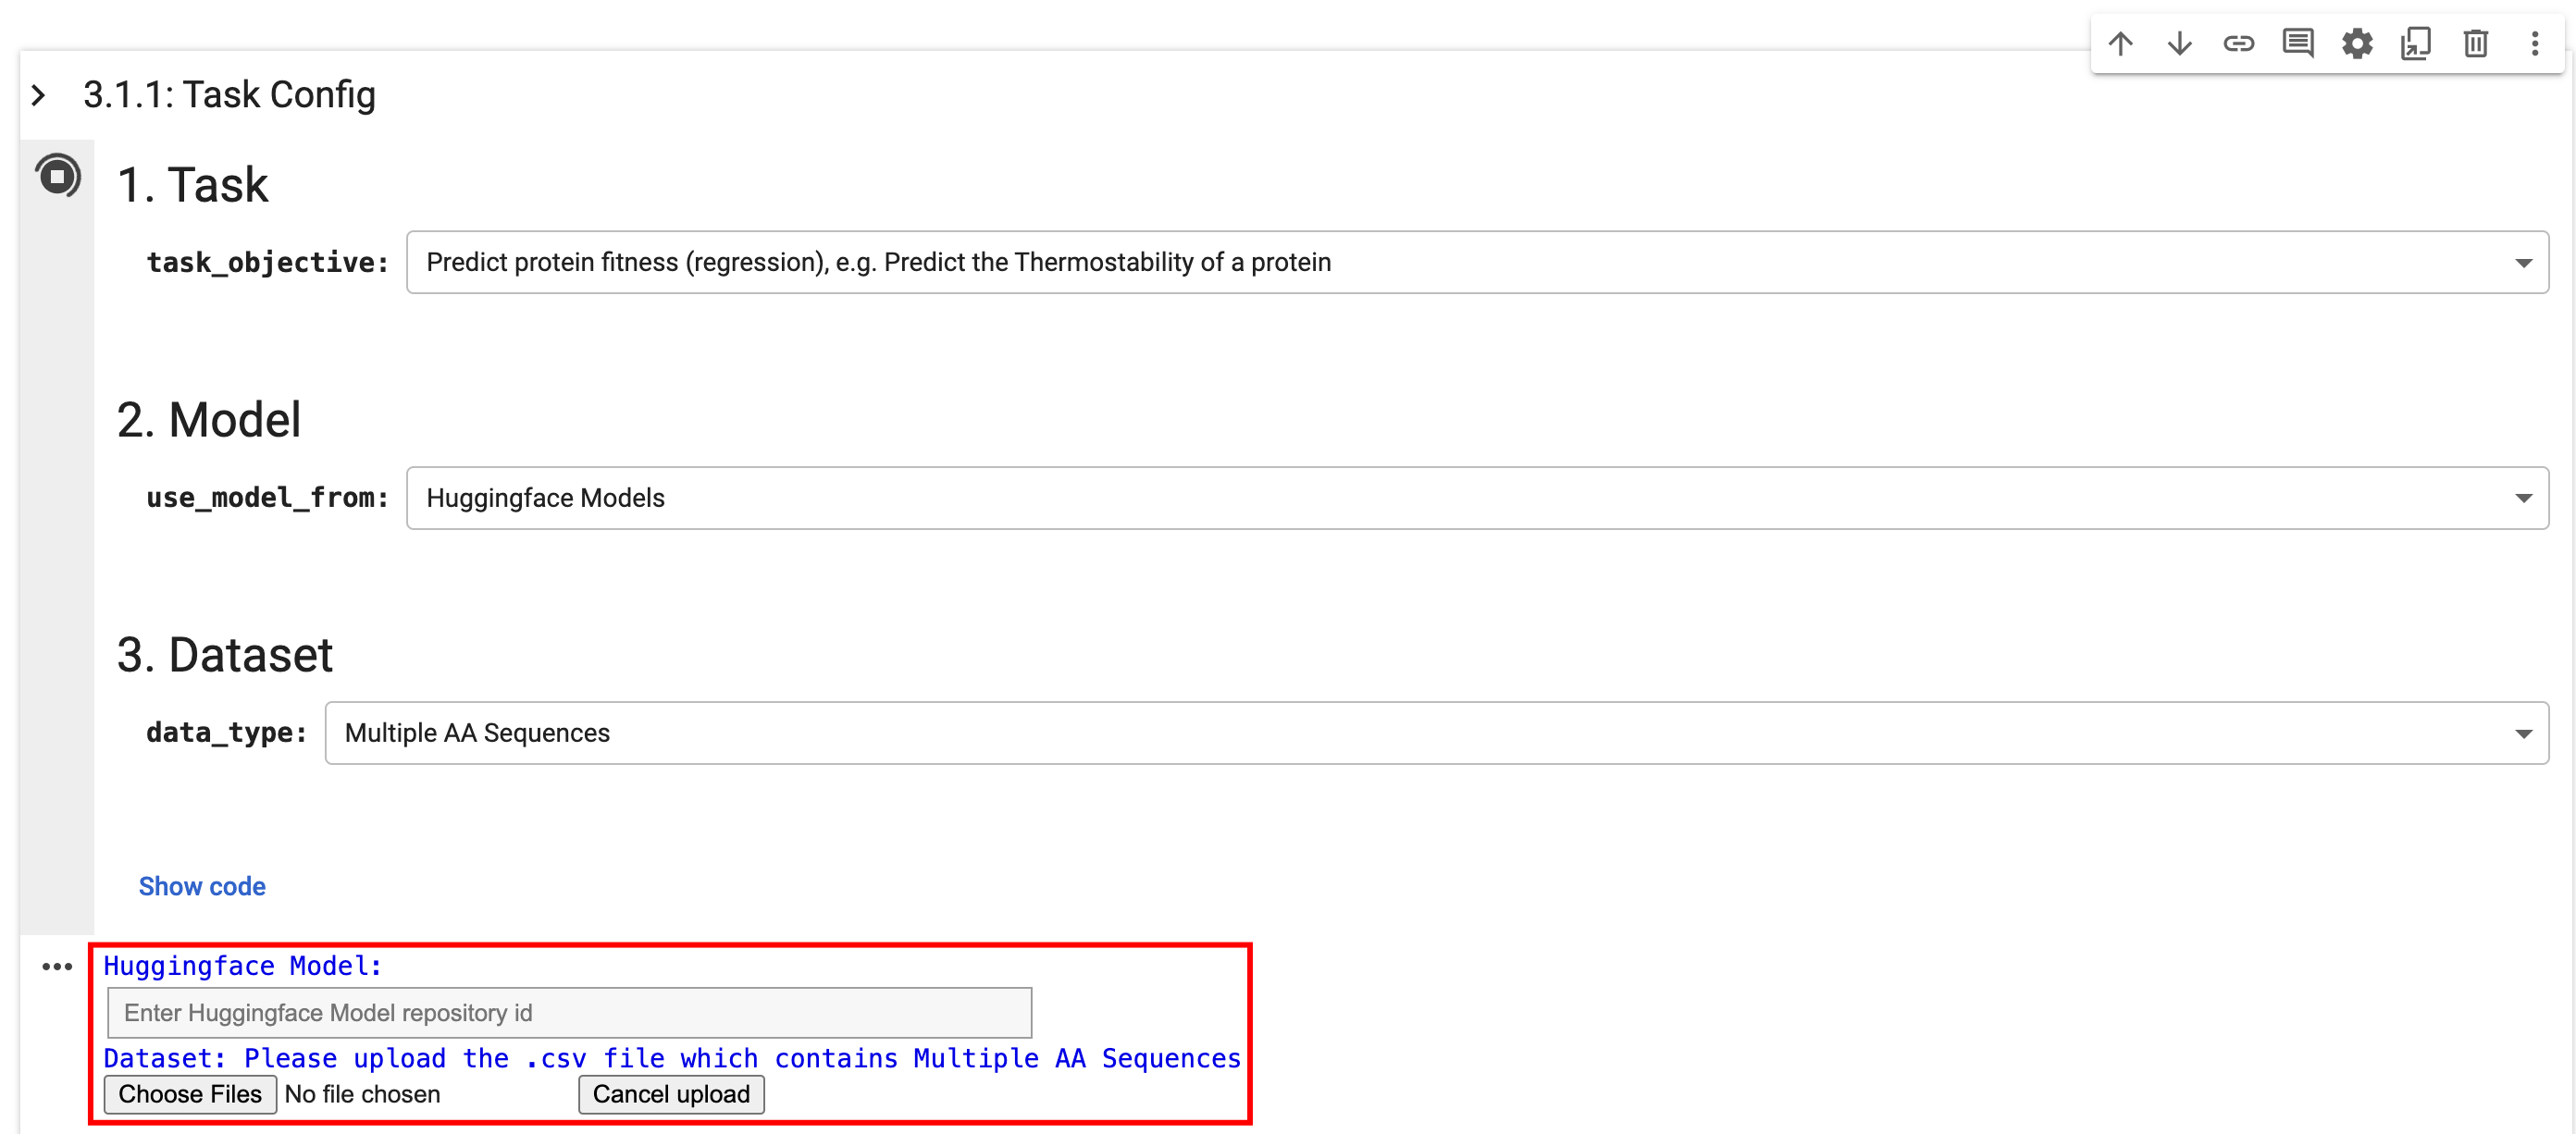 3.1.1: Task Config
1. Task
task_objective: Predict protein fitness (regression), e.g. Predict the Thermostability of a protein
2. Model
use_model_from: Huggingface Models
3. Dataset
data_type: Multiple AA Sequences
Show code
Huggingface Model:
Enter Huggingface Model repository id
Dataset: Please upload the .csv file which contains Multiple AA Sequences
Choose Files No file chosen Cancel upload